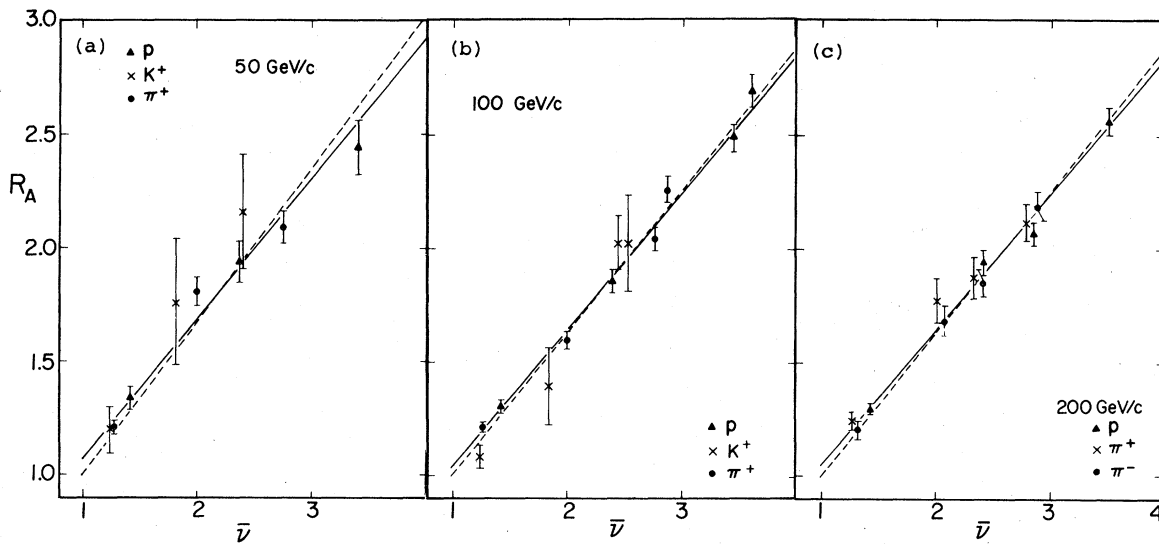 3.0
2.5
2.0
1.5
1.0
R_A
(a)
▲ p
× K⁺
● π⁺
50 GeV/c
1 2 3
ν̄
(b)
100 GeV/c
▲ p
× K⁺
● π⁺
1 2 3
ν̄
(c)
200 GeV/c
▲ p
× π⁺
● π⁻
1 2 3 4
ν̄